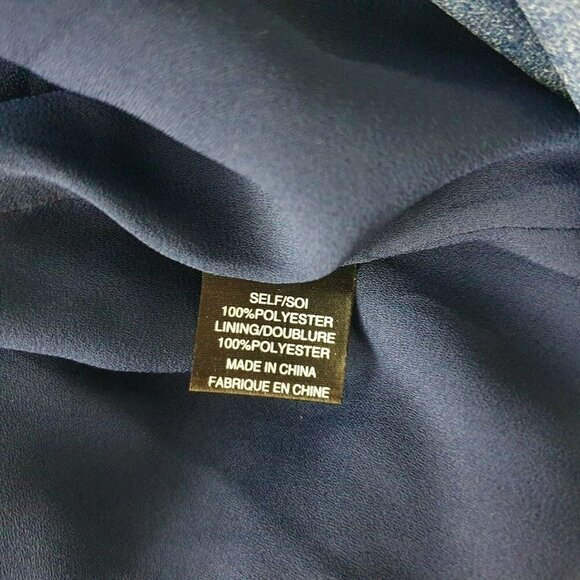 SELF/SOI
100%POLYESTER
LINING/DOUBLURE
100%POLYESTER
MADE IN CHINA
FABRIQUE EN CHINE